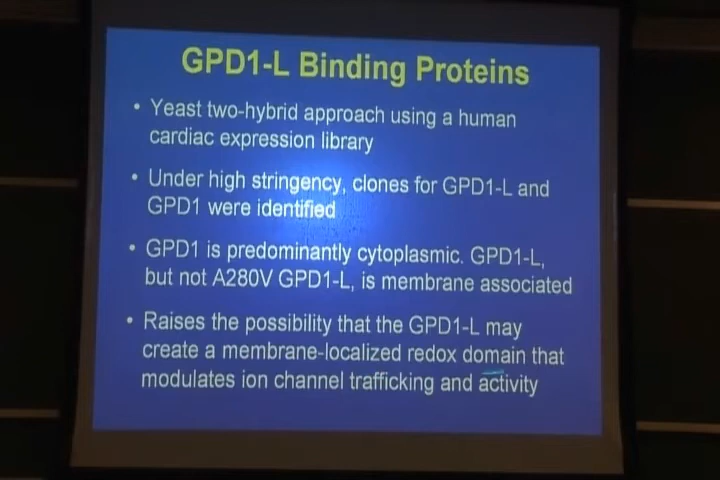 GPD1-L Binding Proteins
• Yeast two-hybrid approach using a human
cardiac expression library
• Under high stringency, clones for GPD1-L and
GPD1 were identified
• GPD1 is predominantly cytoplasmic. GPD1-L,
but not A280V GPD1-L, is membrane associated
• Raises the possibility that the GPD1-L may
create a membrane-localized redox domain that
modulates ion channel trafficking and activity